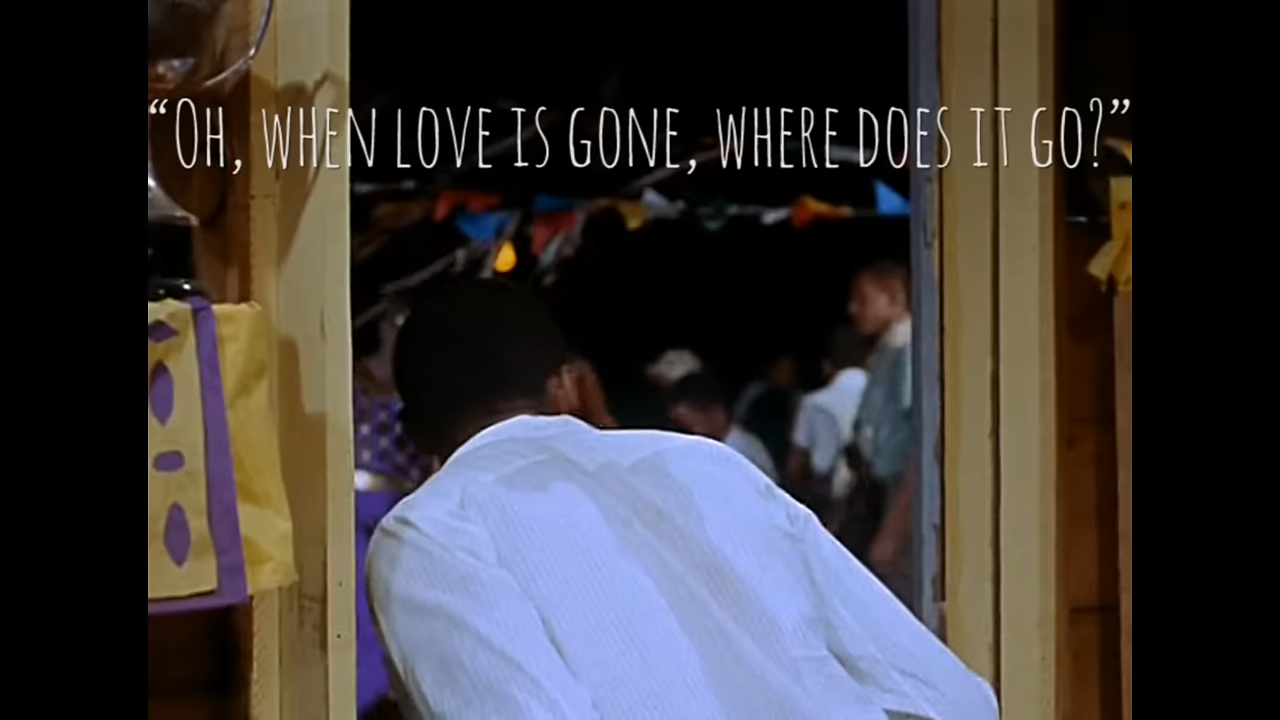 “Oh, when love is gone, where does it go?”